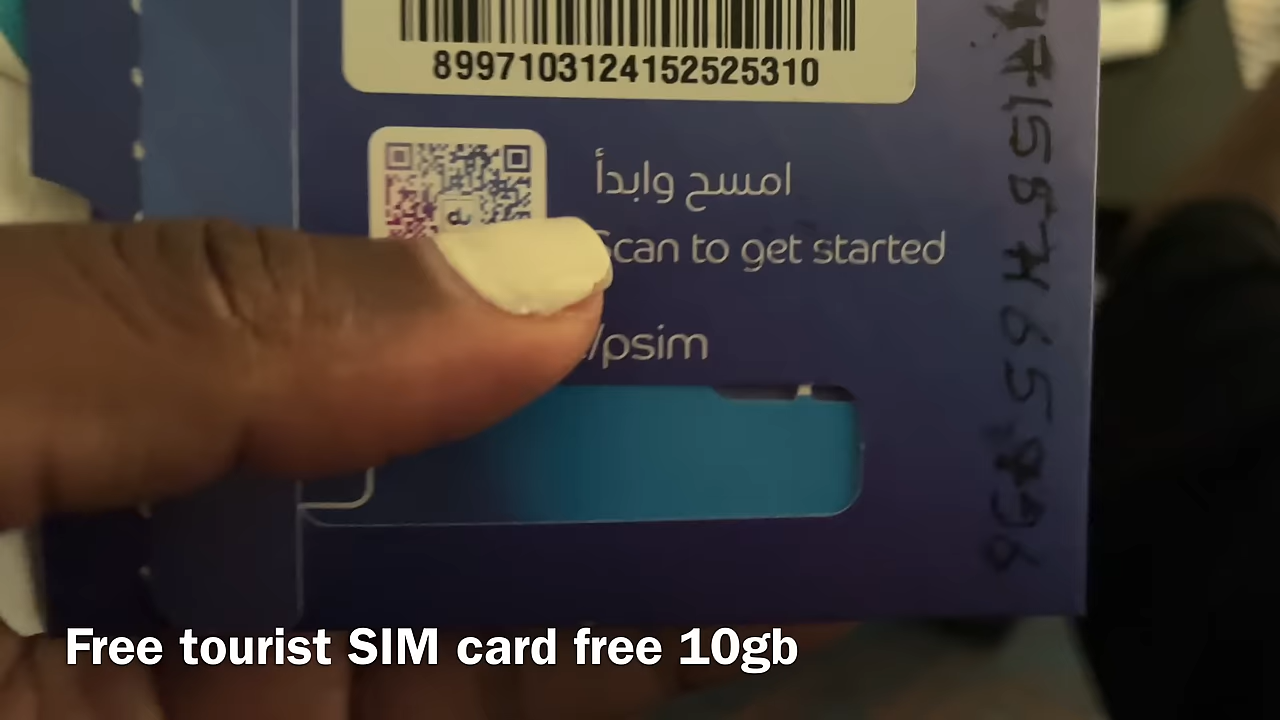 8997103124152525310
امسح وابدأ
Scan to get started
/psim
Free tourist SIM card free 10gb